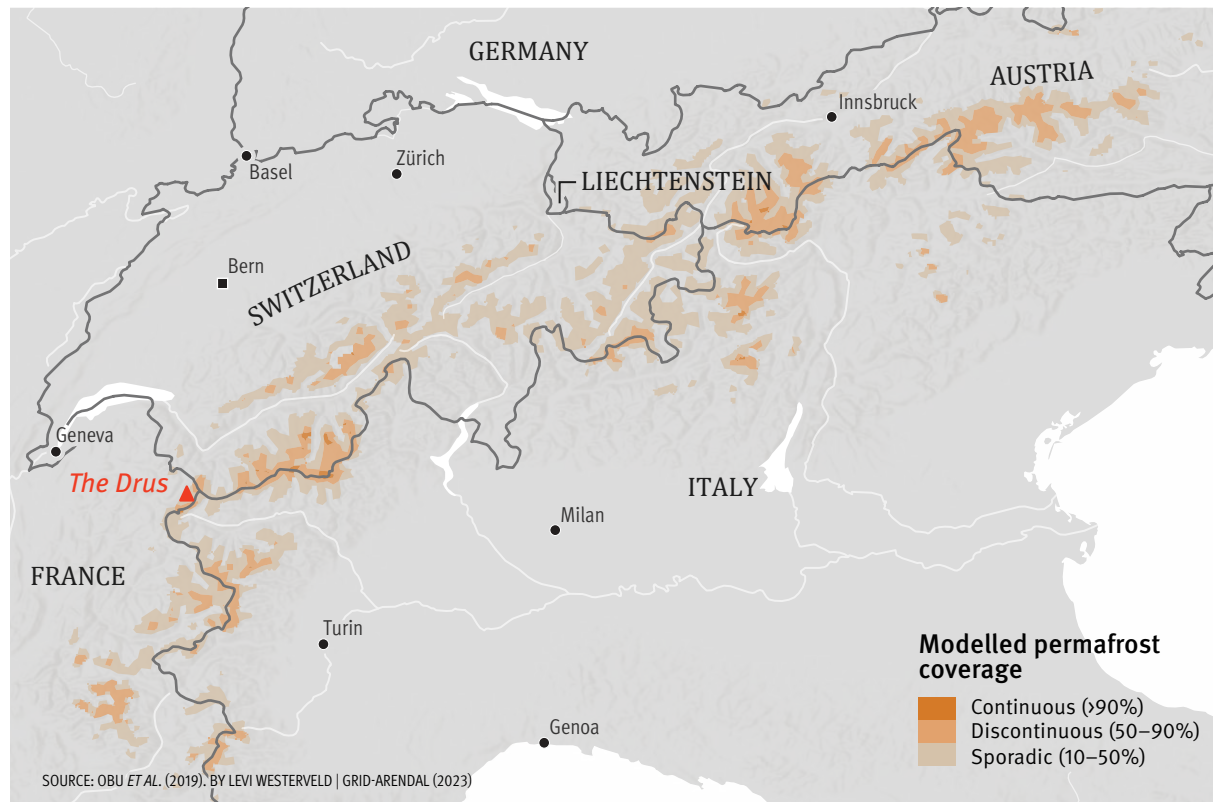 GERMANY
AUSTRIA
Innsbruck
Basel
Zürich
LIECHTENSTEIN
Bern
SWITZERLAND
Geneva
The Drus
ITALY
Milan
FRANCE
Turin
Genoa
Modelled permafrost
coverage
Continuous (>90%)
Discontinuous (50–90%)
Sporadic (10–50%)
SOURCE: OBU ET AL. (2019). BY LEVI WESTERVELD | GRID-ARENDAL (2023)